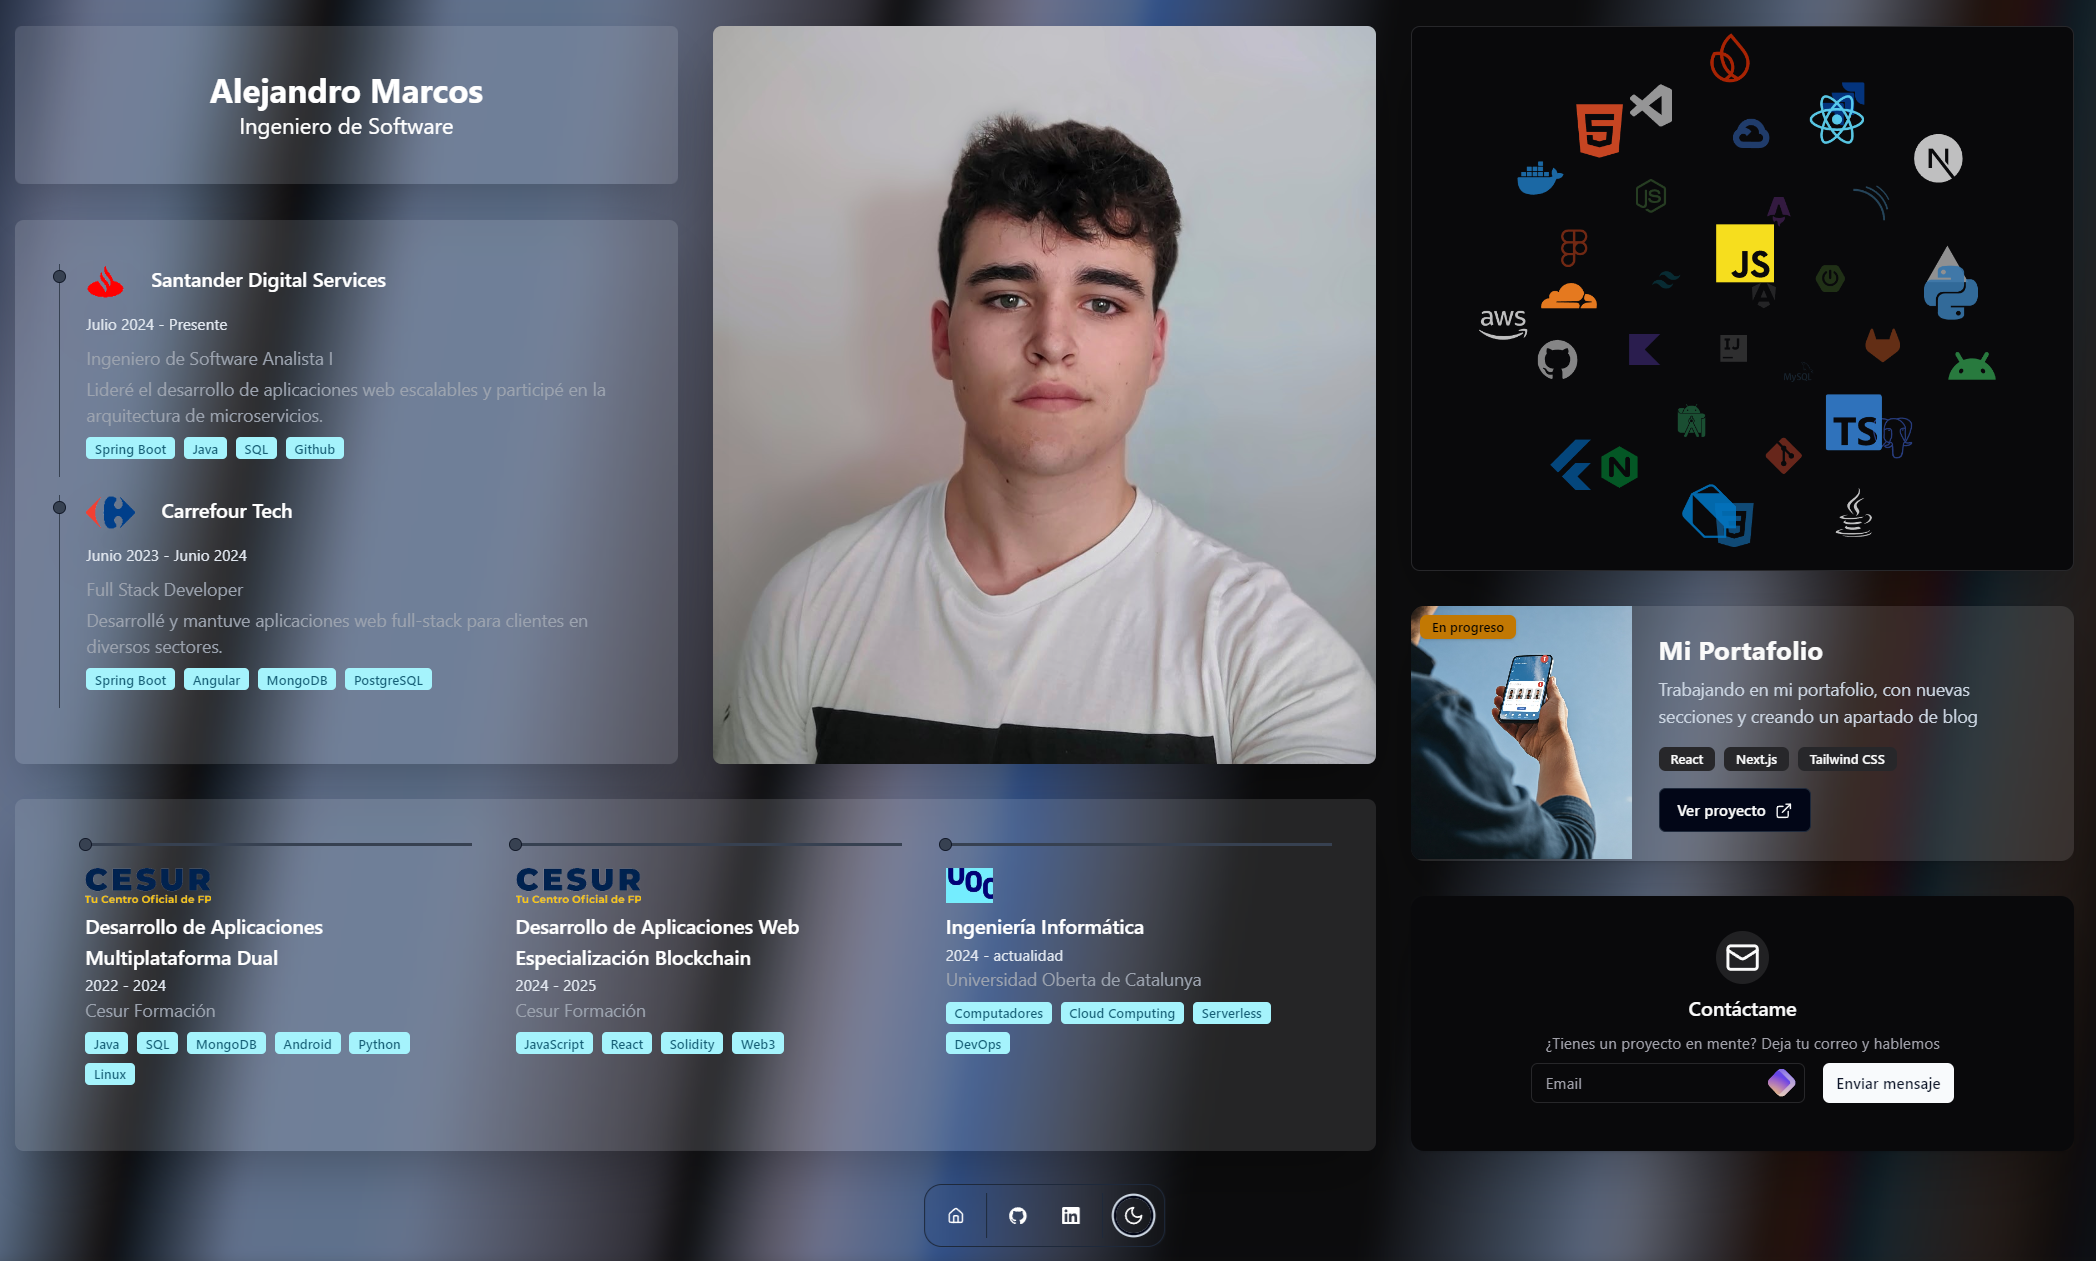 Alejandro Marcos
Ingeniero de Software
Santander Digital Services
Julio 2024 - Presente
Ingeniero de Software Analista I
Lideré el desarrollo de aplicaciones web escalables y participé en la
arquitectura de microservicios.
Spring Boot Java SQL Github
Carrefour Tech
Junio 2023 - Junio 2024
Full Stack Developer
Desarrollé y mantuve aplicaciones web full-stack para clientes en
diversos sectores.
Spring Boot Angular MongoDB PostgreSQL
CESUR
Tu Centro Oficial de FP
Desarrollo de Aplicaciones
Multiplataforma Dual
2022 - 2024
Cesur Formación
Java SQL MongoDB Android Python
Linux
CESUR
Tu Centro Oficial de FP
Desarrollo de Aplicaciones Web
Especialización Blockchain
2024 - 2025
Cesur Formación
JavaScript React Solidity Web3
UOC
Ingeniería Informática
2024 - actualidad
Universidad Oberta de Catalunya
Computadores Cloud Computing Serverless
DevOps
5
N
JS
JS
aws
IJ
MySQL
TS
N
3
En progreso
Mi Portafolio
Trabajando en mi portafolio, con nuevas
secciones y creando un apartado de blog
React Next.js Tailwind CSS
Ver proyecto
Contáctame
¿Tienes un proyecto en mente? Deja tu correo y hablemos
Email
Enviar mensaje
in